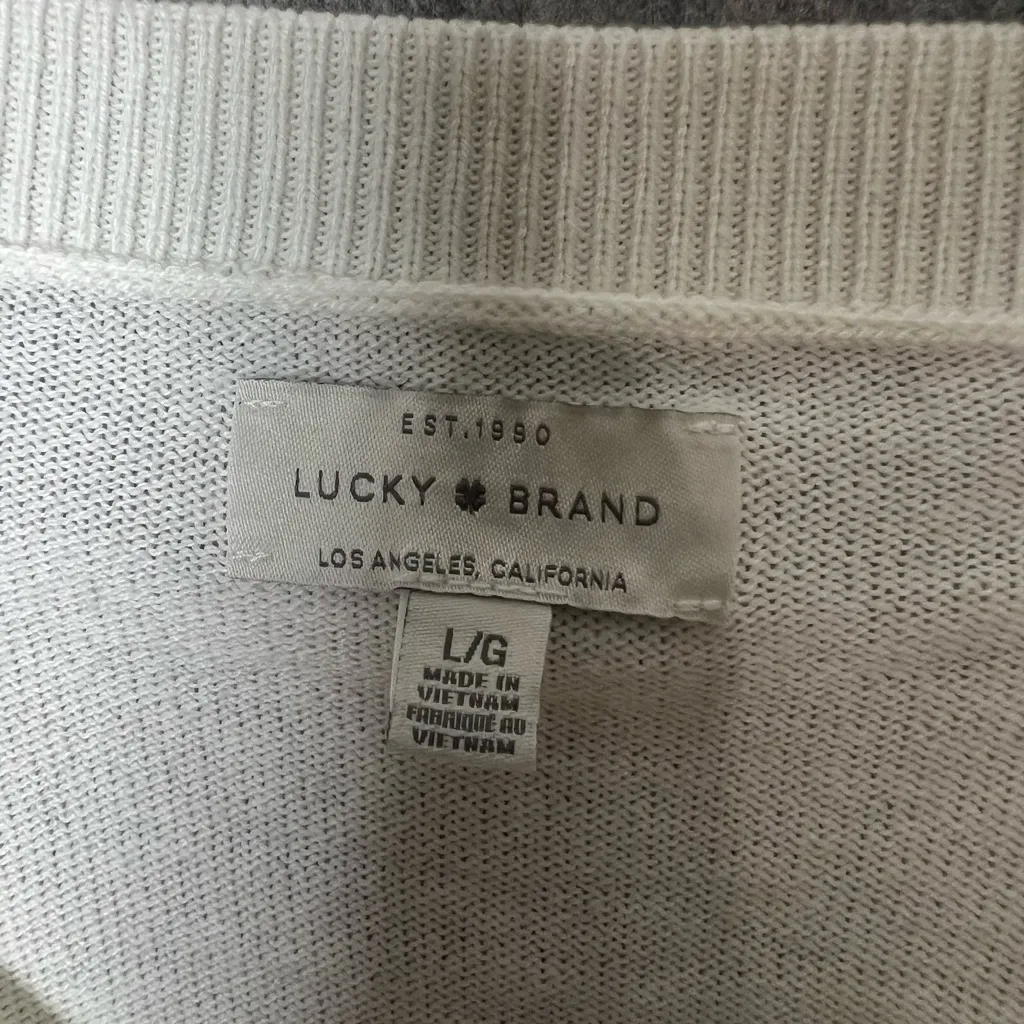 EST.1990
LUCKY BRAND
LOS ANGELES, CALIFORNIA
L/G
MADE IN
VIETNAM
FABRIQUÉ AU
VIETNAM